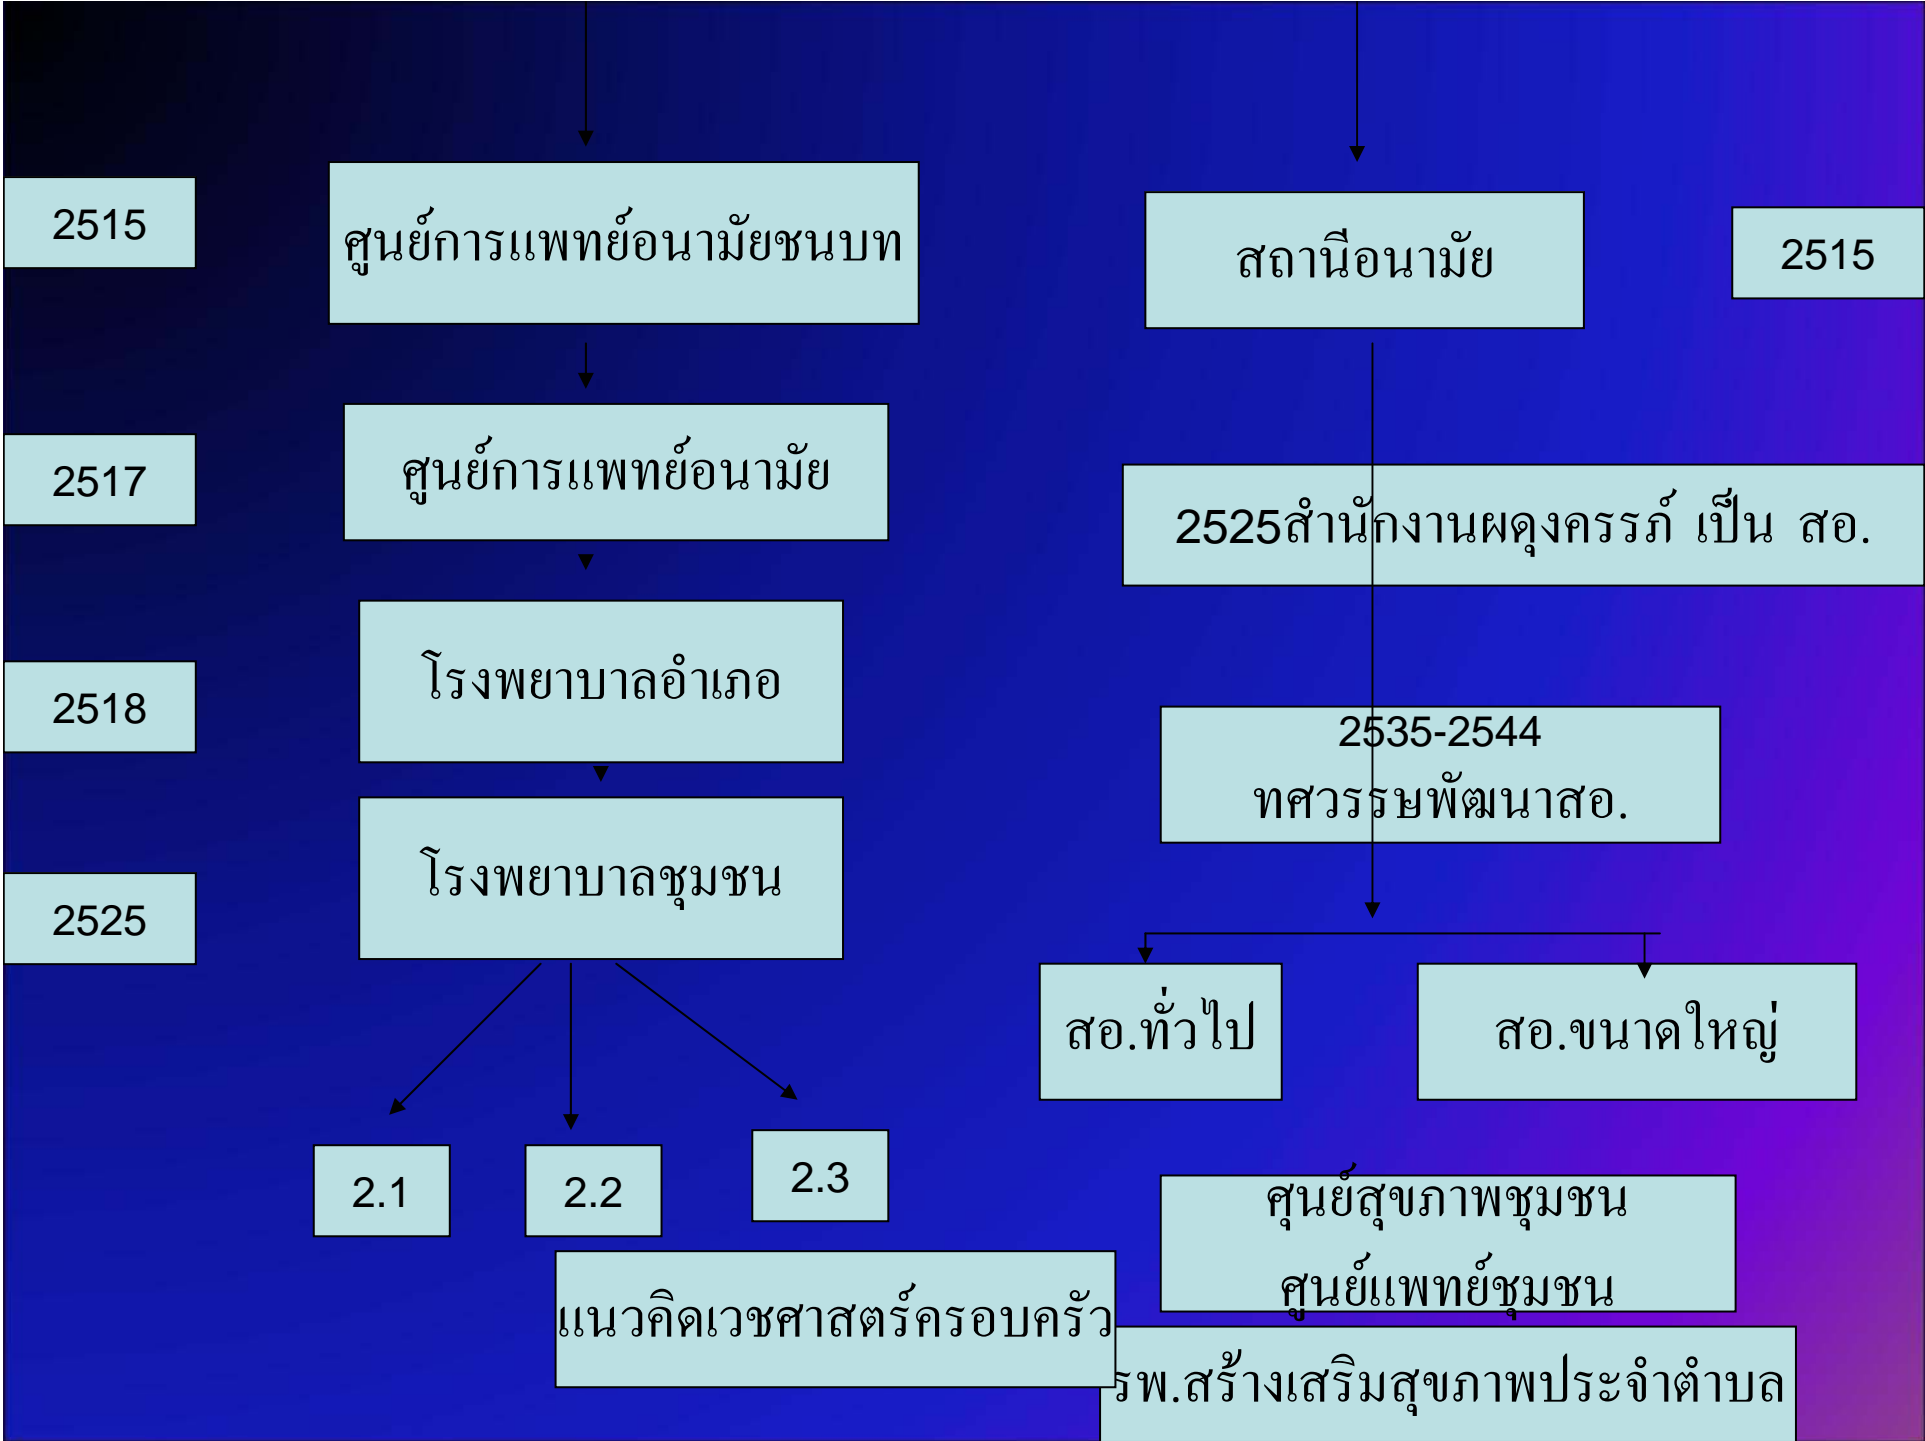 2515
ศูนย์การแพทย์อนามัยชนบท
สถานีอนามัย
2515
2517
ศูนย์การแพทย์อนามัย
2525สำนักงานผดุงครรภ์ เป็น สอ.
2518
โรงพยาบาลอำเภอ
2535-2544
ทศวรรษพัฒนาสอ.
2525
โรงพยาบาลชุมชน
สอ.ทั่วไป
สอ.ขนาดใหญ่
2.1
2.2
2.3
ศุนย์สุขภาพชุมชน
ศูนย์แพทย์ชุมชน
แนวคิดเวชศาสตร์ครอบครัว
รพ.สร้างเสริมสุขภาพประจำตำบล